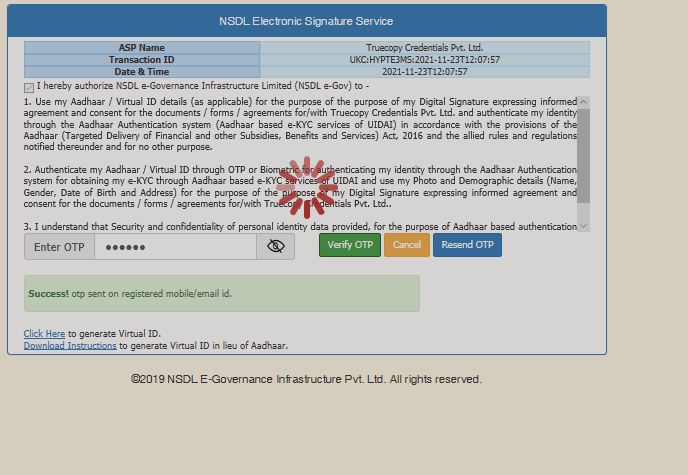 NSDL Electronic Signature Service
ASP Name Truecopy Credentials Pvt. Ltd.
Transaction ID UKC:HYPTE3MS:2021-11-23T12:07:57
Date & Time 2021-11-23T12:07:57
I hereby authorize NSDL e-Governance Infrastructure Limited (NSDL e-Gov) to -
1. Use my Aadhaar / Virtual ID details (as applicable) for the purpose of the purpose of my Digital Signature expressing informed
agreement and consent for the documents / forms / agreements for/with Truecopy Credentials Pvt. Ltd. and authenticate my identity
through the Aadhaar Authentication system (Aadhaar based e-KYC services of UIDAI) in accordance with the provisions of the
Aadhaar (Targeted Delivery of Financial and other Subsidies, Benefits and Services) Act, 2016 and the allied rules and regulations
notified thereunder and for no other purpose.
2. Authenticate my Aadhaar / Virtual ID through OTP or Biometric for authenticating my identity through the Aadhaar Authentication
system for obtaining my e-KYC through Aadhaar based e-KYC services of UIDAI and use my Photo and Demographic details (Name,
Gender, Date of Birth and Address) for the purpose of the purpose of my Digital Signature expressing informed agreement and
consent for the documents / forms / agreements for/with Truecopy Credentials Pvt. Ltd..
3. I understand that Security and confidentiality of personal identity data provided, for the purpose of Aadhaar based authentication
Enter OTP •••••• Verify OTP Cancel Resend OTP
Success! otp sent on registered mobile/email id.
Click Here to generate Virtual ID.
Download Instructions to generate Virtual ID in lieu of Aadhaar.
©2019 NSDL E-Governance Infrastructure Pvt. Ltd. All rights reserved.